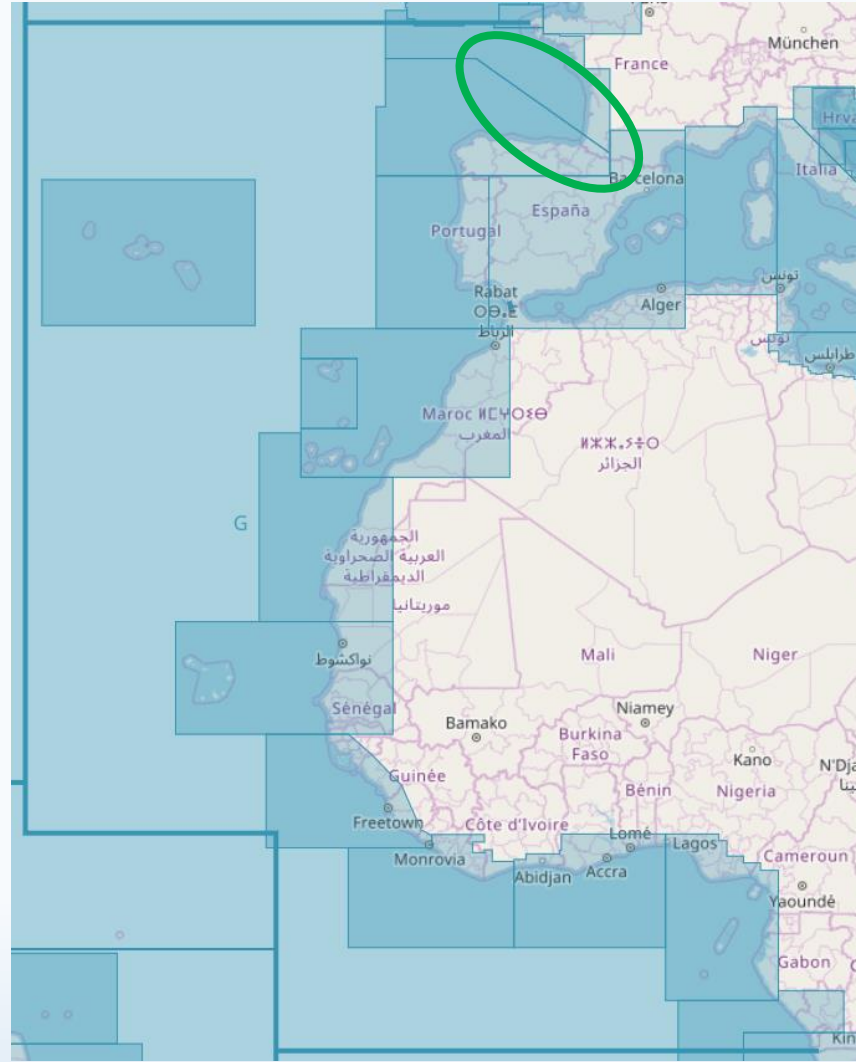 München
France
Hrva
Italia
Barcelona
España
Portugal
تونس
Rabat
ⵔⴱⴰⵟ
الرباط
Alger
تونس
طرابلس
Maroc ⵍⵎⵖⵔⵉⴱ
المغرب
ⵍⵣⵣⴰⵢⵔ
الجزائر
G
الجمهورية
العربية الصحراوية
الديمقراطية
موريتانيا
نواكشوط
Mali
Niger
Sénégal
Bamako
Niamey
Burkina
Faso
Kano
N'Dja
Guinée
Bénin
Nigeria
Freetown
Côte d'Ivoire
Lomé
Lagos
Monrovia
Abidjan
Accra
Cameroun
Yaoundé
Gabon
Kin